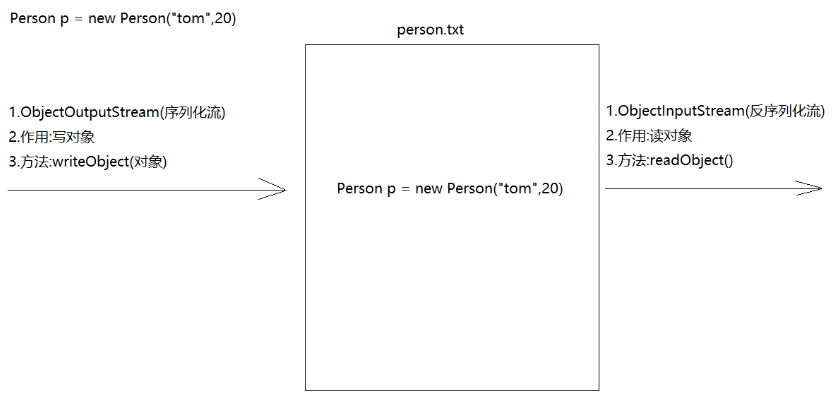 Person p = new Person("tom",20)
person.txt
1.ObjectOutputStream(序列化流)
2.作用:写对象
3.方法:writeObject(对象)
Person p = new Person("tom",20)
1.ObjectInputStream(反序列化流)
2.作用:读对象
3.方法:readObject()